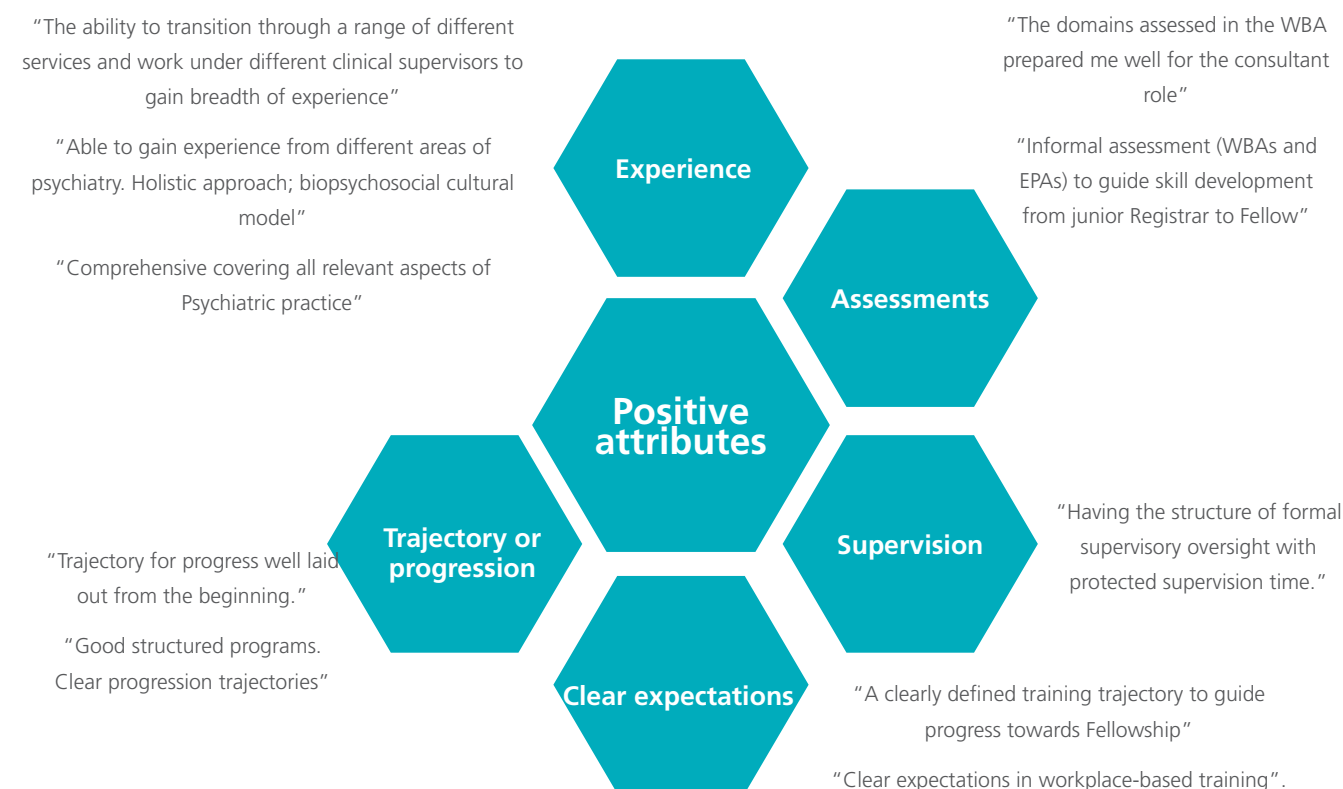 “The ability to transition through a range of different
services and work under different clinical supervisors to
gain breadth of experience”
“Able to gain experience from different areas of
psychiatry. Holistic approach; biopsychosocial cultural
model”
“Comprehensive covering all relevant aspects of
Psychiatric practice”
Experience
“The domains assessed in the WBA
prepared me well for the consultant
role”
“Informal assessment (WBAs and
EPAs) to guide skill development
from junior Registrar to Fellow”
Assessments
Positive
attributes
Trajectory or
progression
“Trajectory for progress well laid
out from the beginning.”
“Good structured programs.
Clear progression trajectories”
Supervision
“Having the structure of formal
supervisory oversight with
protected supervision time.”
Clear expectations
“A clearly defined training trajectory to guide
progress towards Fellowship”
“Clear expectations in workplace-based training”.